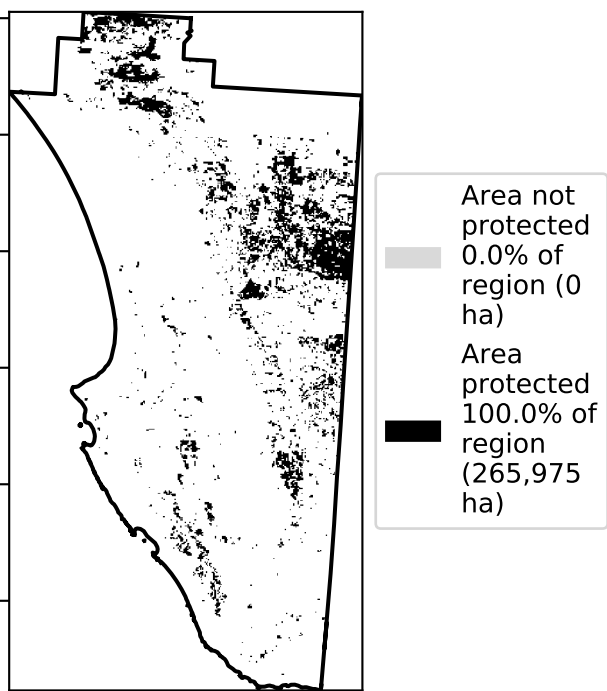 Area not
protected
0.0% of
region (0
ha)
Area
protected
100.0% of
region
(265,975
ha)